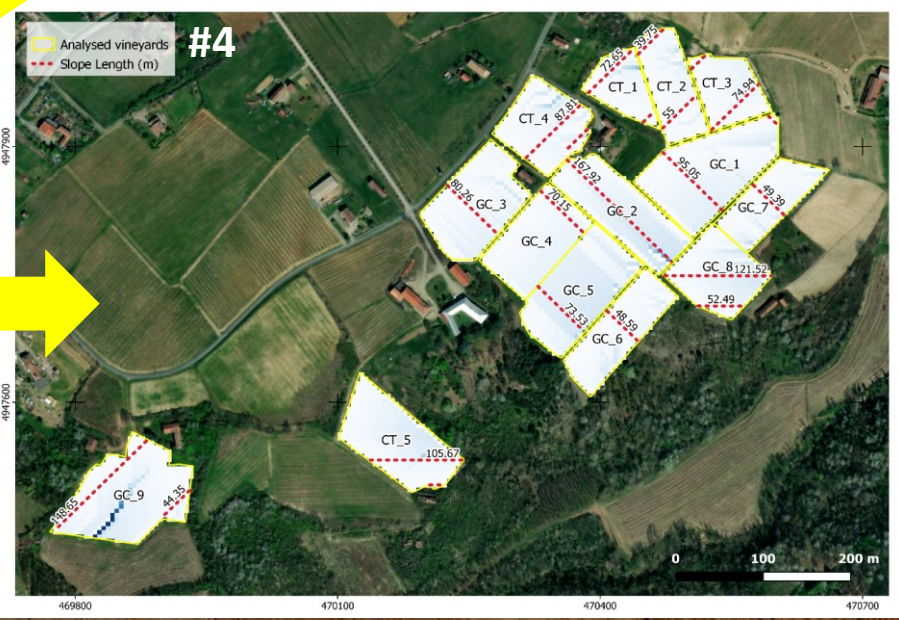 #4
Analysed vineyards
Slope Length (m)
72.65
39.75
CT_1
CT_2
CT_3
55
74.94
CT_4
87.81
4947900
GC_1
95.05
167.92
80.26
GC_3
70.15
GC_2
49.39
GC_7
GC_4
GC_8
121.52
GC_5
73.53
52.49
48.59
GC_6
4947600
CT_5
105.67
GC_9
148.65
44.35
0 100 200 m
469800 470100 470400 470700